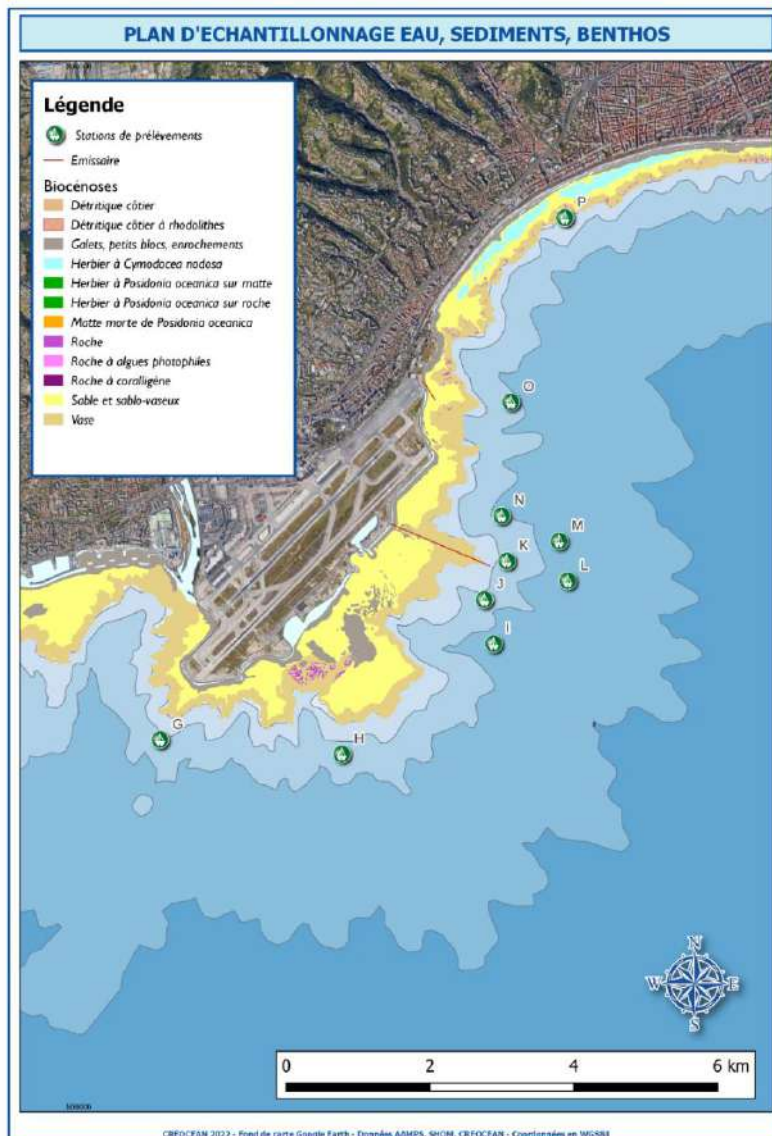 PLAN D'ECHANTILLONNAGE EAU, SEDIMENTS, BENTHOS
Légende
Stations de prélèvements
Emissaire
Biocénoses
Détritique côtier
Détritique côtier à rhodolithes
Galets, petits blocs, enrochements
Herbier à Cymodocea nodosa
Herbier à Posidonia oceanica sur matte
Herbier à Posidonia oceanica sur roche
Matte morte de Posidonia oceanica
Roche
Roche à algues photophiles
Roche à coralligène
Sable et sablo-vaseux
Vase
P
O
N
M
K
L
J
I
G
H
N
W E
S
0 2 4 6 km
CREOCEAN 2022 - Fond de carte Google Earth - Données AAMPS, SHOM, CREOCEAN - Coordonnées en WGS84